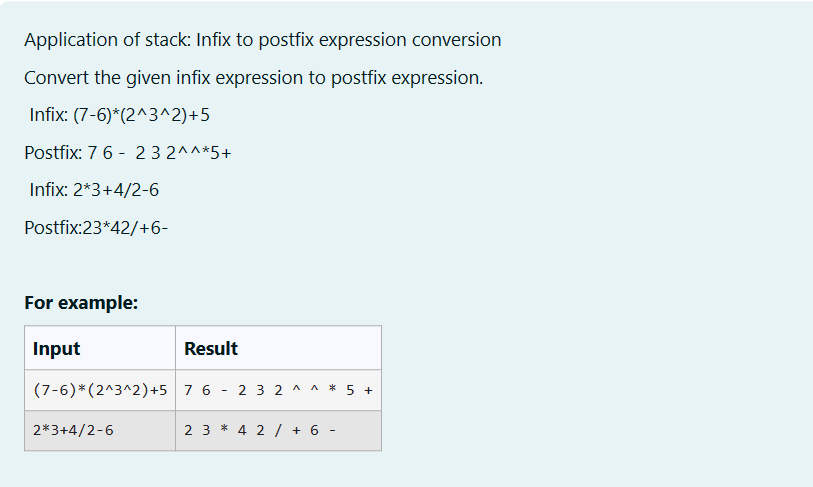 Application of stack: Infix to postfix expression conversion
Convert the given infix expression to postfix expression.
Infix: (7-6)*(2^3^2)+5
Postfix: 7 6 -  2 3 2^^*5+
Infix: 2*3+4/2-6
Postfix:23*42/+6-
For example:
Input Result
(7-6)*(2^3^2)+5 7 6 - 2 3 2 ^ ^ * 5 +
2*3+4/2-6 2 3 * 4 2 / + 6 -